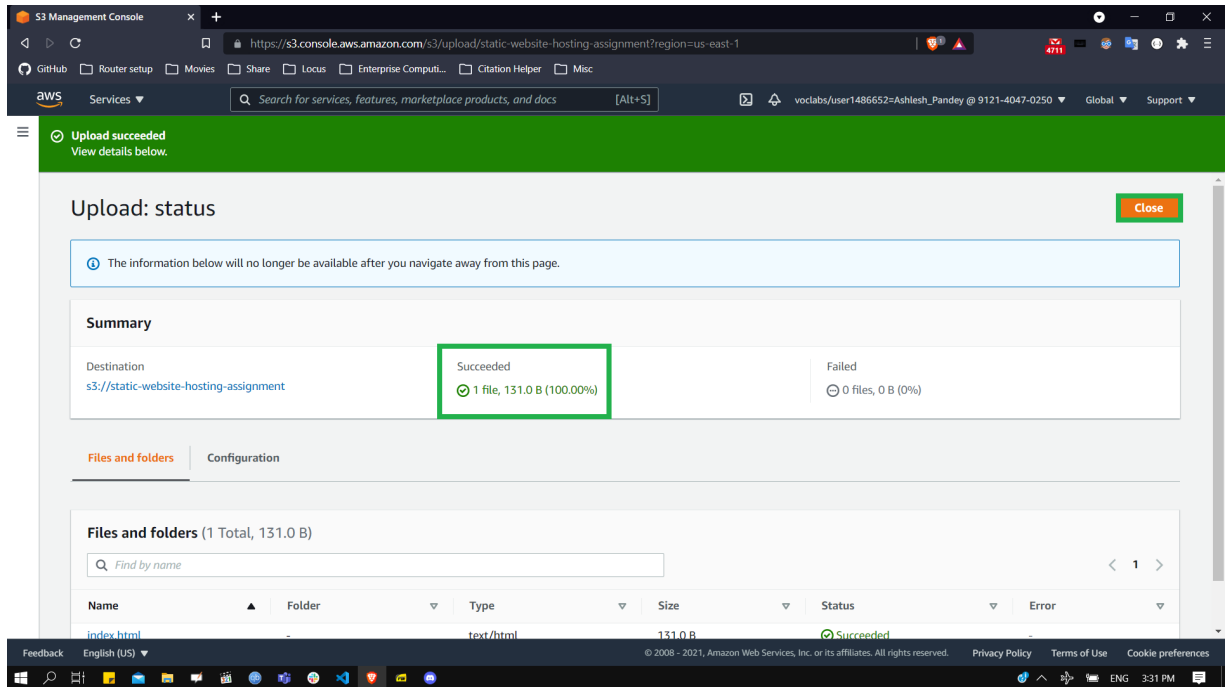 S3 Management Console
https://s3.console.aws.amazon.com/s3/upload/static-website-hosting-assignment?region=us-east-1
4711
GitHub Router setup Movies Share Locus Enterprise Computi... Citation Helper Misc
aws Services Search for services, features, marketplace products, and docs [Alt+S] voclabs/user1486652=Ashlesh_Pandey @ 9121-4047-0250 Global Support
Upload succeeded
View details below.
Upload: status Close
The information below will no longer be available after you navigate away from this page.
Summary
Destination Succeeded Failed
s3://static-website-hosting-assignment 1 file, 131.0 B (100.00%) 0 files, 0 B (0%)
Files and folders Configuration
Files and folders (1 Total, 131.0 B)
Find by name 1
Name Folder Type Size Status Error
index.html - text/html 131.0 B Succeeded -
Feedback English (US) © 2008 - 2021, Amazon Web Services, Inc. or its affiliates. All rights reserved. Privacy Policy Terms of Use Cookie preferences
ENG 3:31 PM